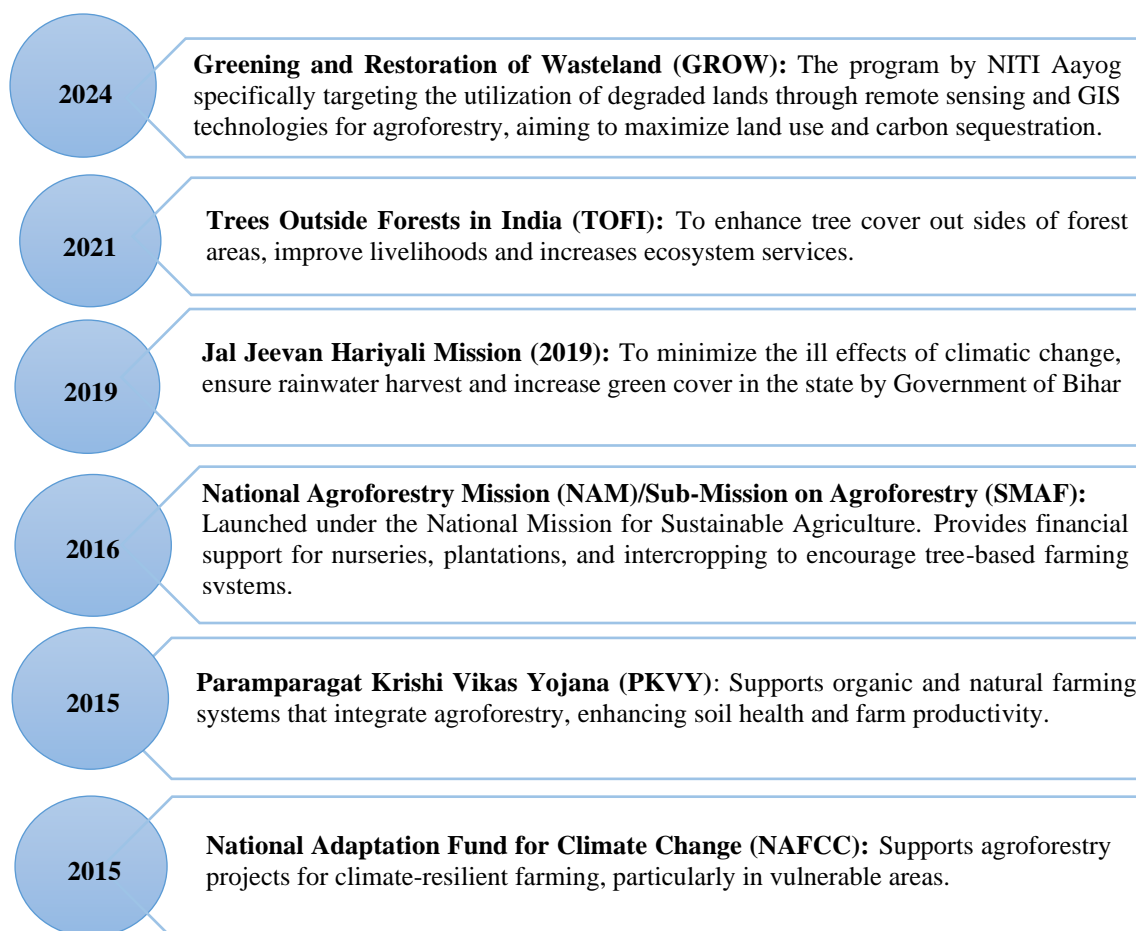 2024
Greening and Restoration of Wasteland (GROW): The program by NITI Aayog
specifically targeting the utilization of degraded lands through remote sensing and GIS
technologies for agroforestry, aiming to maximize land use and carbon sequestration.
2021
Trees Outside Forests in India (TOFI): To enhance tree cover out sides of forest
areas, improve livelihoods and increases ecosystem services.
2019
Jal Jeevan Hariyali Mission (2019): To minimize the ill effects of climatic change,
ensure rainwater harvest and increase green cover in the state by Government of Bihar
2016
National Agroforestry Mission (NAM)/Sub-Mission on Agroforestry (SMAF):
Launched under the National Mission for Sustainable Agriculture. Provides financial
support for nurseries, plantations, and intercropping to encourage tree-based farming
systems.
2015
Paramparagat Krishi Vikas Yojana (PKVY): Supports organic and natural farming
systems that integrate agroforestry, enhancing soil health and farm productivity.
2015
National Adaptation Fund for Climate Change (NAFCC): Supports agroforestry
projects for climate-resilient farming, particularly in vulnerable areas.